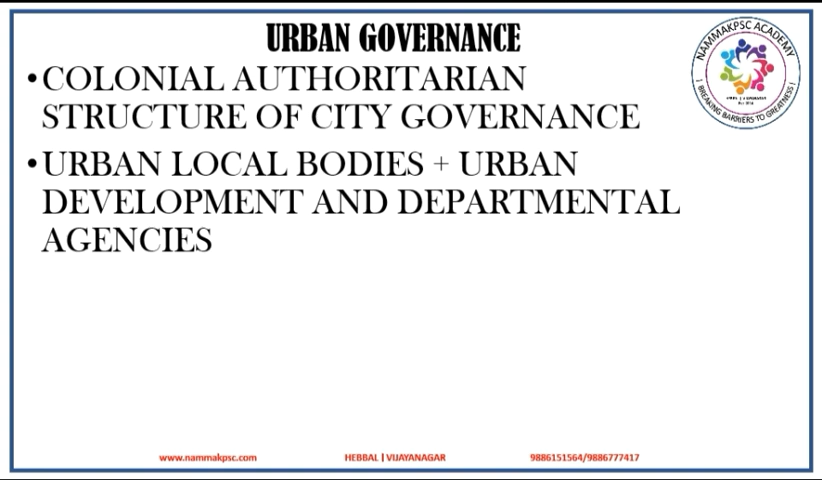 URBAN GOVERNANCE
•COLONIAL AUTHORITARIAN
STRUCTURE OF CITY GOVERNANCE
•URBAN LOCAL BODIES + URBAN
DEVELOPMENT AND DEPARTMENTAL
AGENCIES
NAMMAKPSC ACADEMY
| BREAKING BARRIERS TO GREATNESS |
www.nammakpsc.com HEBBAL | VIJAYANAGAR 9886151564/9886777417